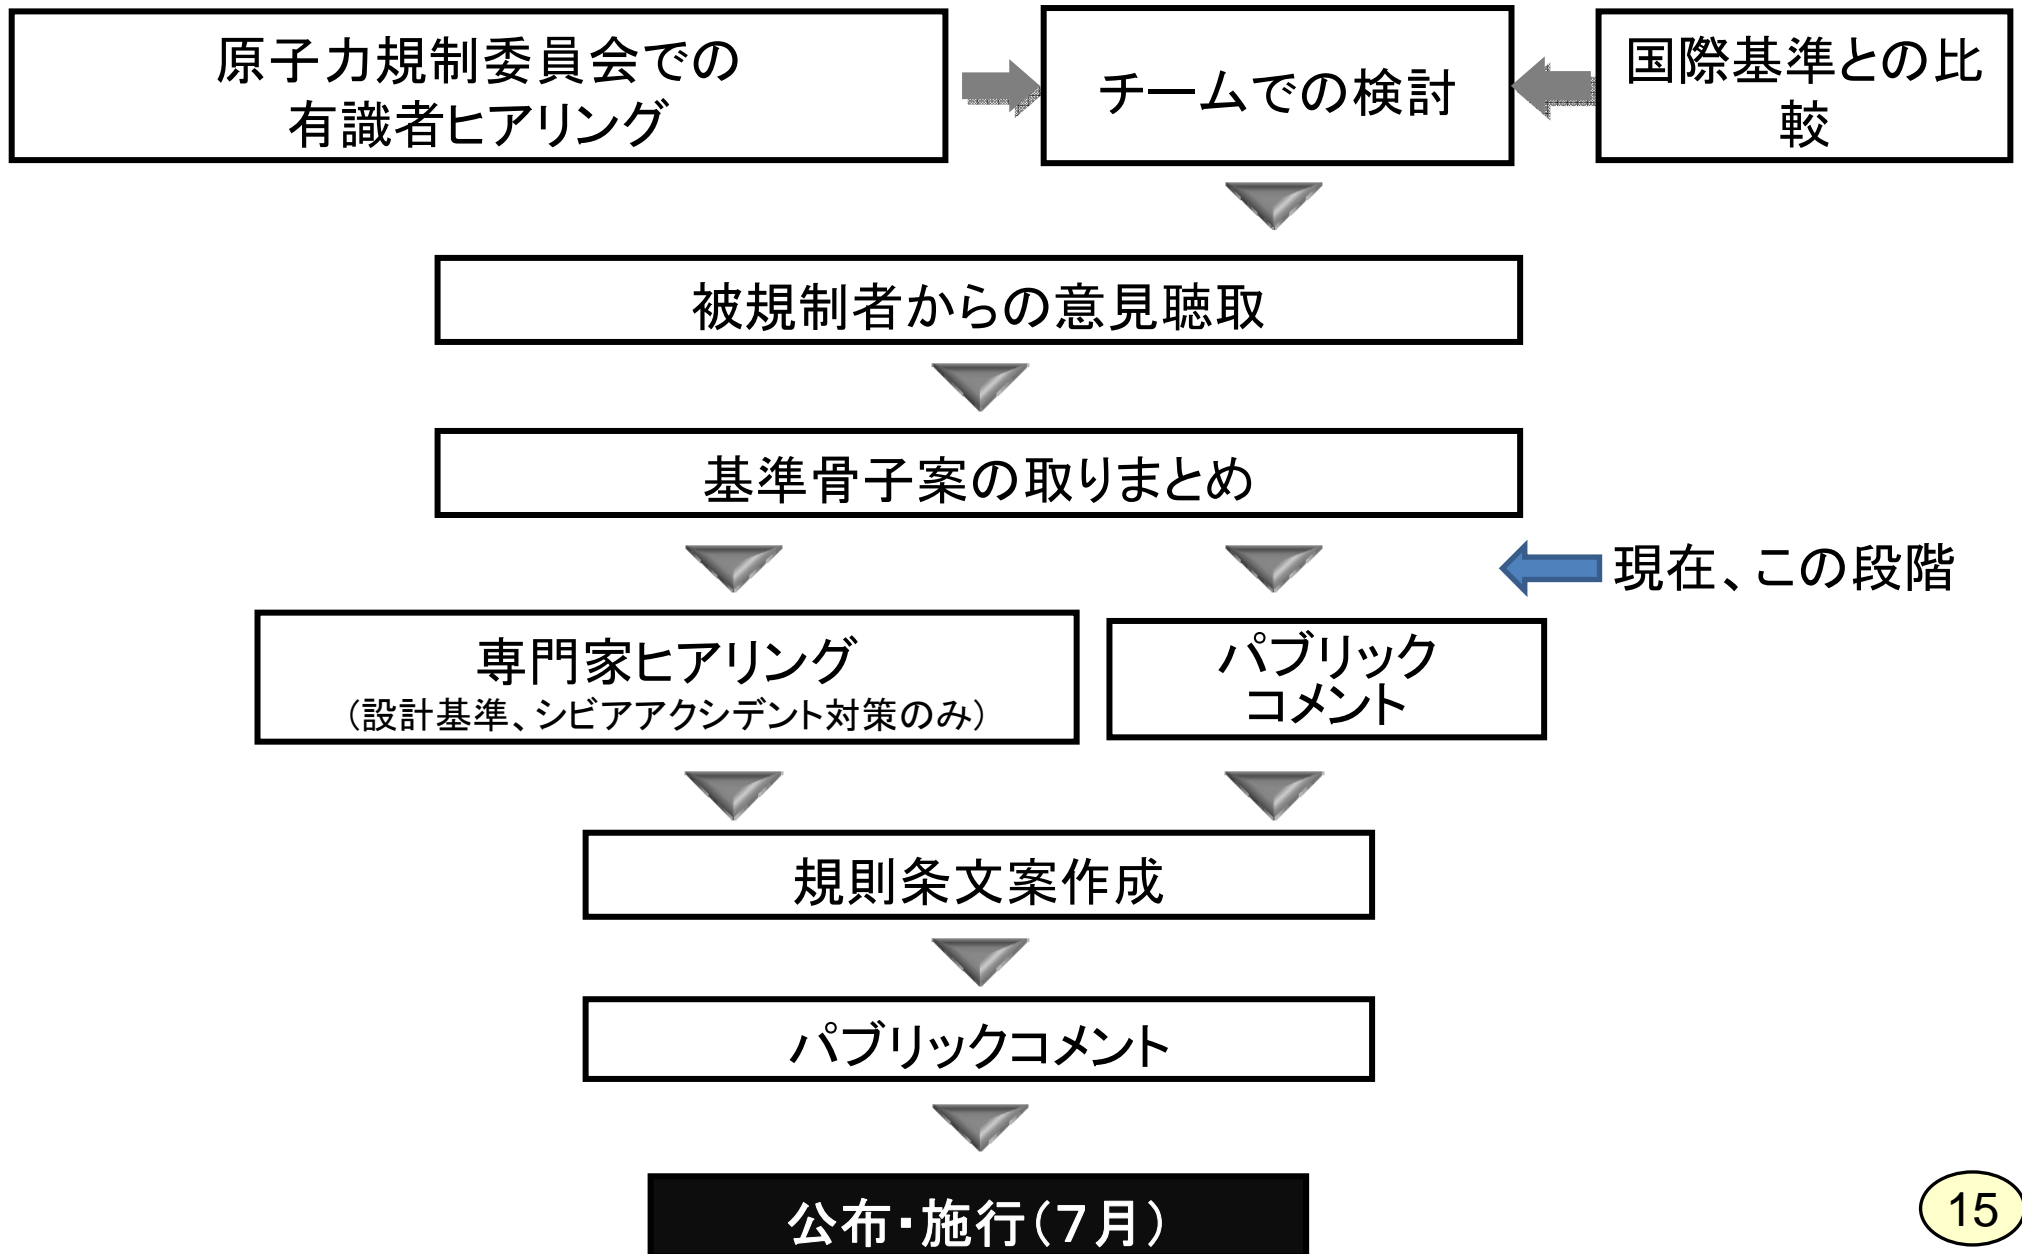 原子力規制委員会での
有識者ヒアリング
チームでの検討
国際基準との比
較
被規制者からの意見聴取
基準骨子案の取りまとめ
現在、この段階
専門家ヒアリング
（設計基準、シビアアクシデント対策のみ）
パブリック
コメント
規則条文案作成
パブリックコメント
公布・施行（７月）
15